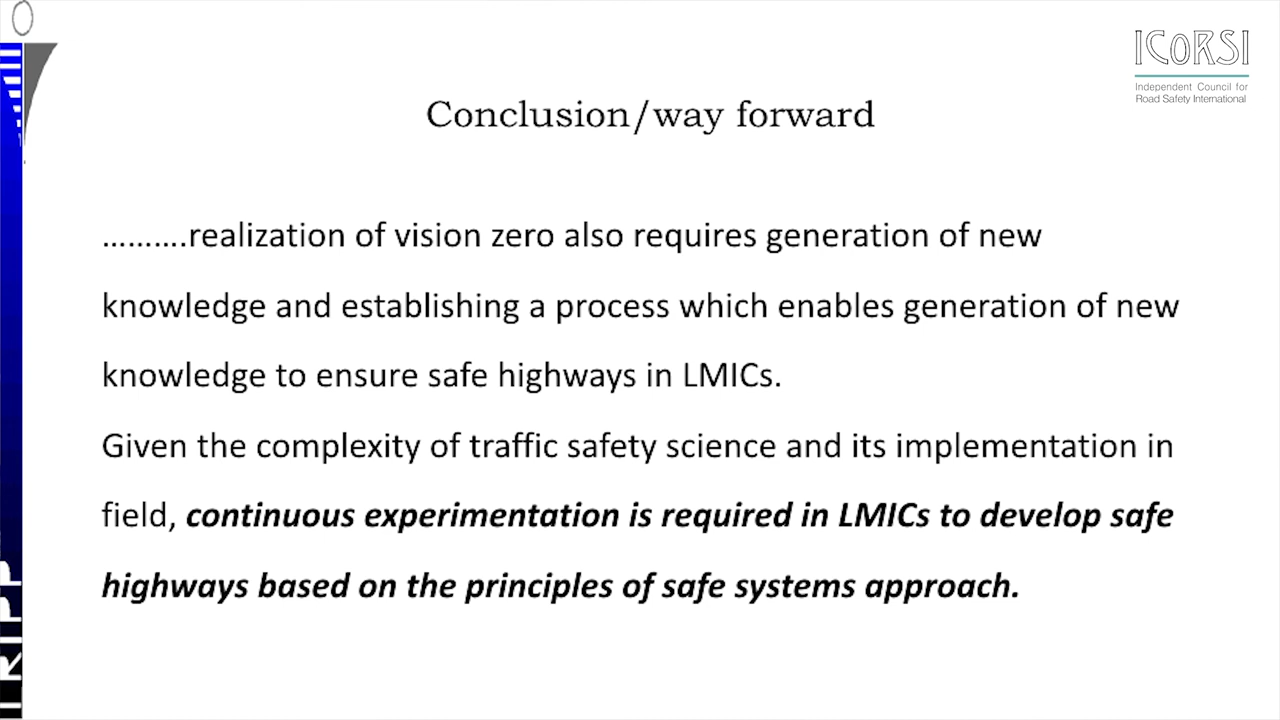 ICoRSI
Independent Council for
Road Safety International
Conclusion/way forward
……….realization of vision zero also requires generation of new
knowledge and establishing a process which enables generation of new
knowledge to ensure safe highways in LMICs.
Given the complexity of traffic safety science and its implementation in
field, continuous experimentation is required in LMICs to develop safe
highways based on the principles of safe systems approach.
TRIPP